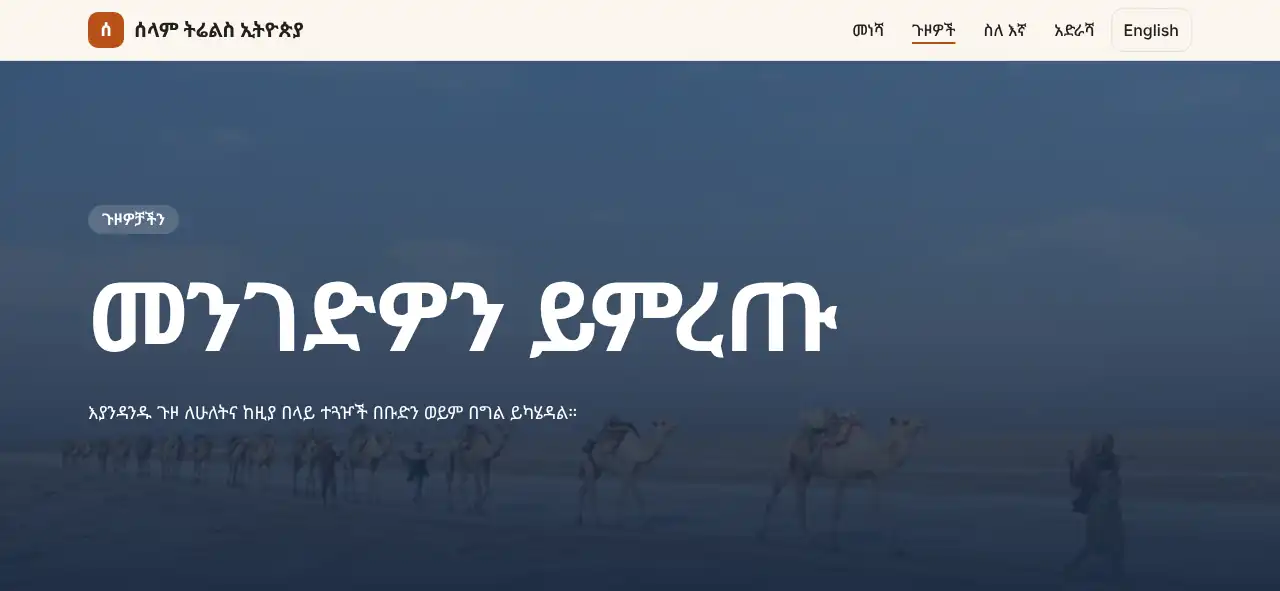 ሰ
ሰላም ትሬልስ ኢትዮጵያ
መነሻ
ጉዞዎች
ስለ እኛ
አድራሻ
English
ጉዞዎቻችን
መንገድዎን ይምረጡ
እያንዳንዱ ጉዞ ለሁለትና ከዚያ በላይ ተጓዦች በቡድን ወይም በግል ይካሄዳል።